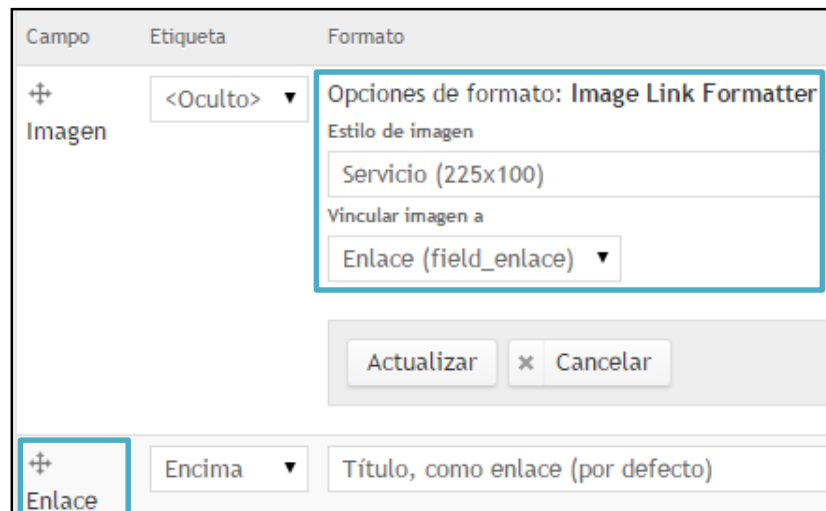 Campo Etiqueta Formato
Imagen
<Oculto>
Opciones de formato: Image Link Formatter
Estilo de imagen
Servicio (225x100)
Vincular imagen a
Enlace (field_enlace)
Actualizar Cancelar
Enlace
Encima
Título, como enlace (por defecto)